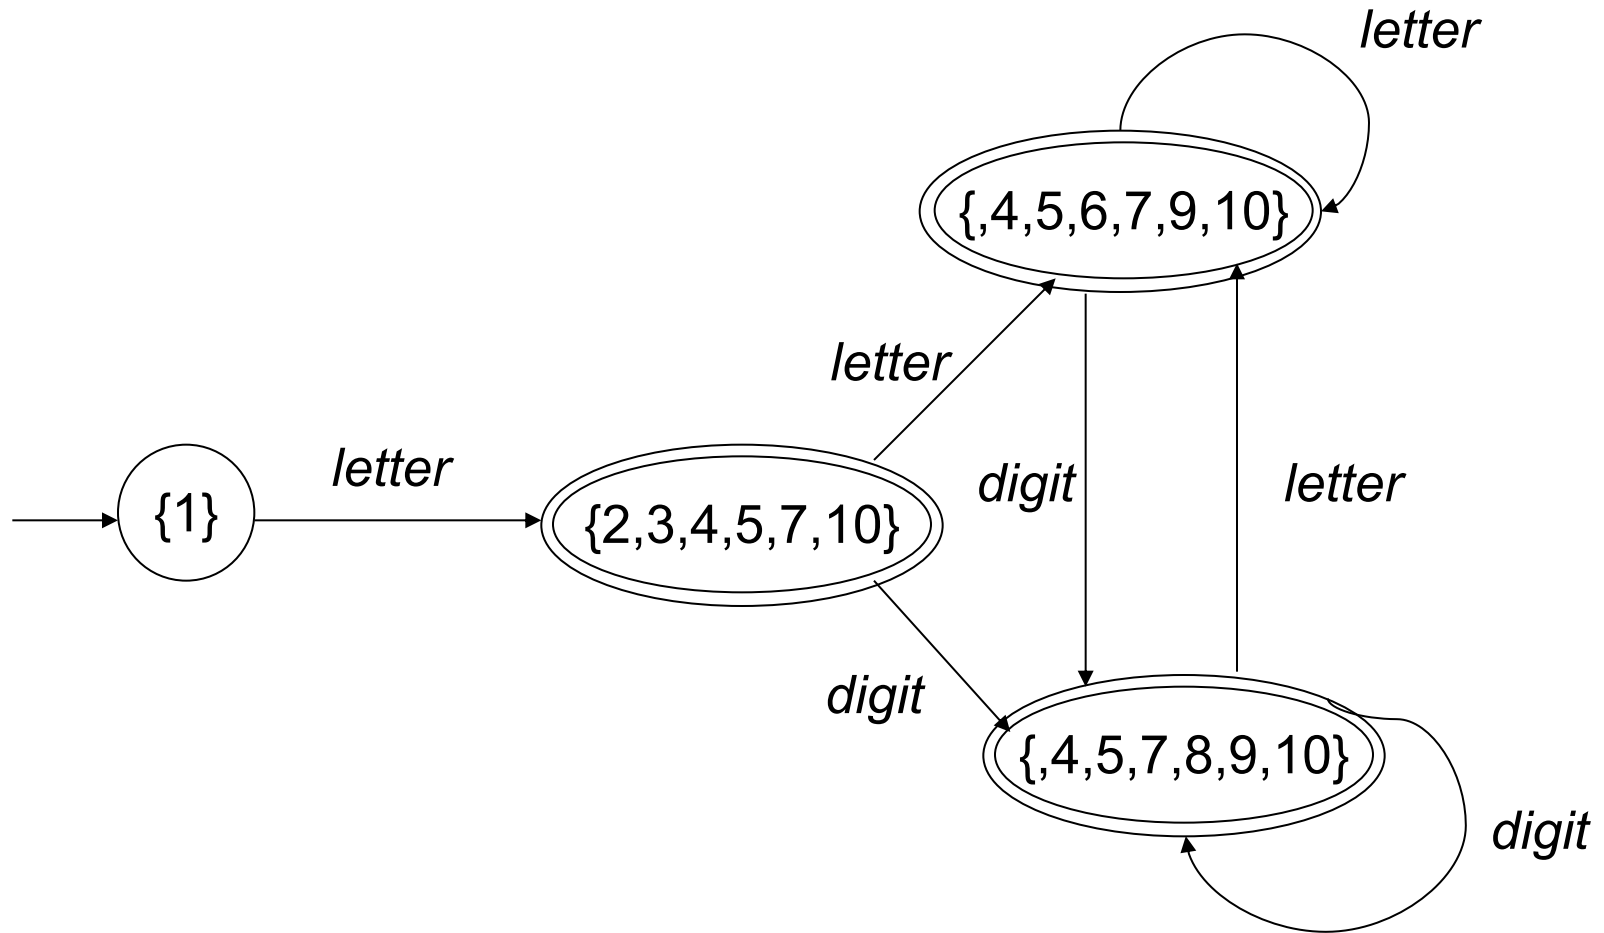 letter
{,4,5,6,7,9,10}
letter
letter
digit
letter
{1}
{2,3,4,5,7,10}
digit
{,4,5,7,8,9,10}
digit